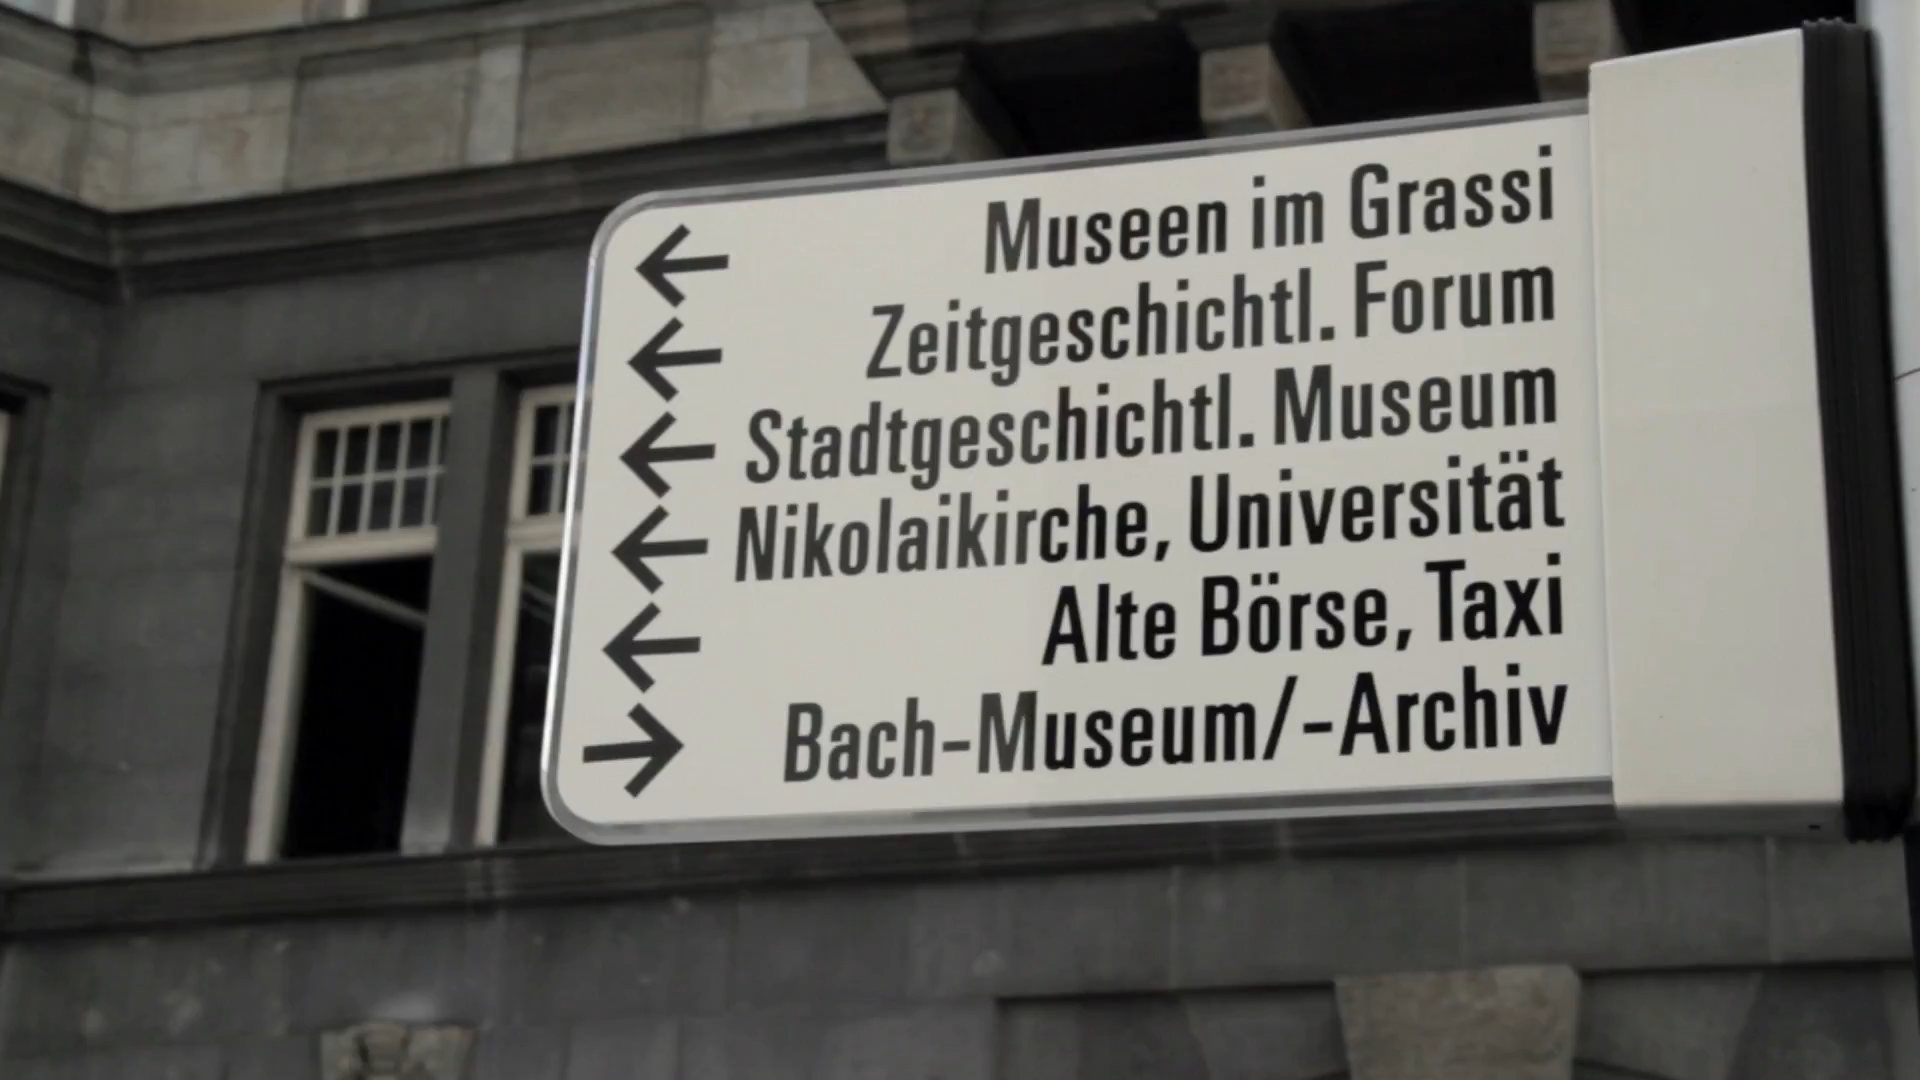 ← Museen im Grassi
← Zeitgeschichtl. Forum
← Stadtgeschichtl. Museum
← Nikolaikirche, Universität
← Alte Börse, Taxi
→ Bach-Museum/-Archiv